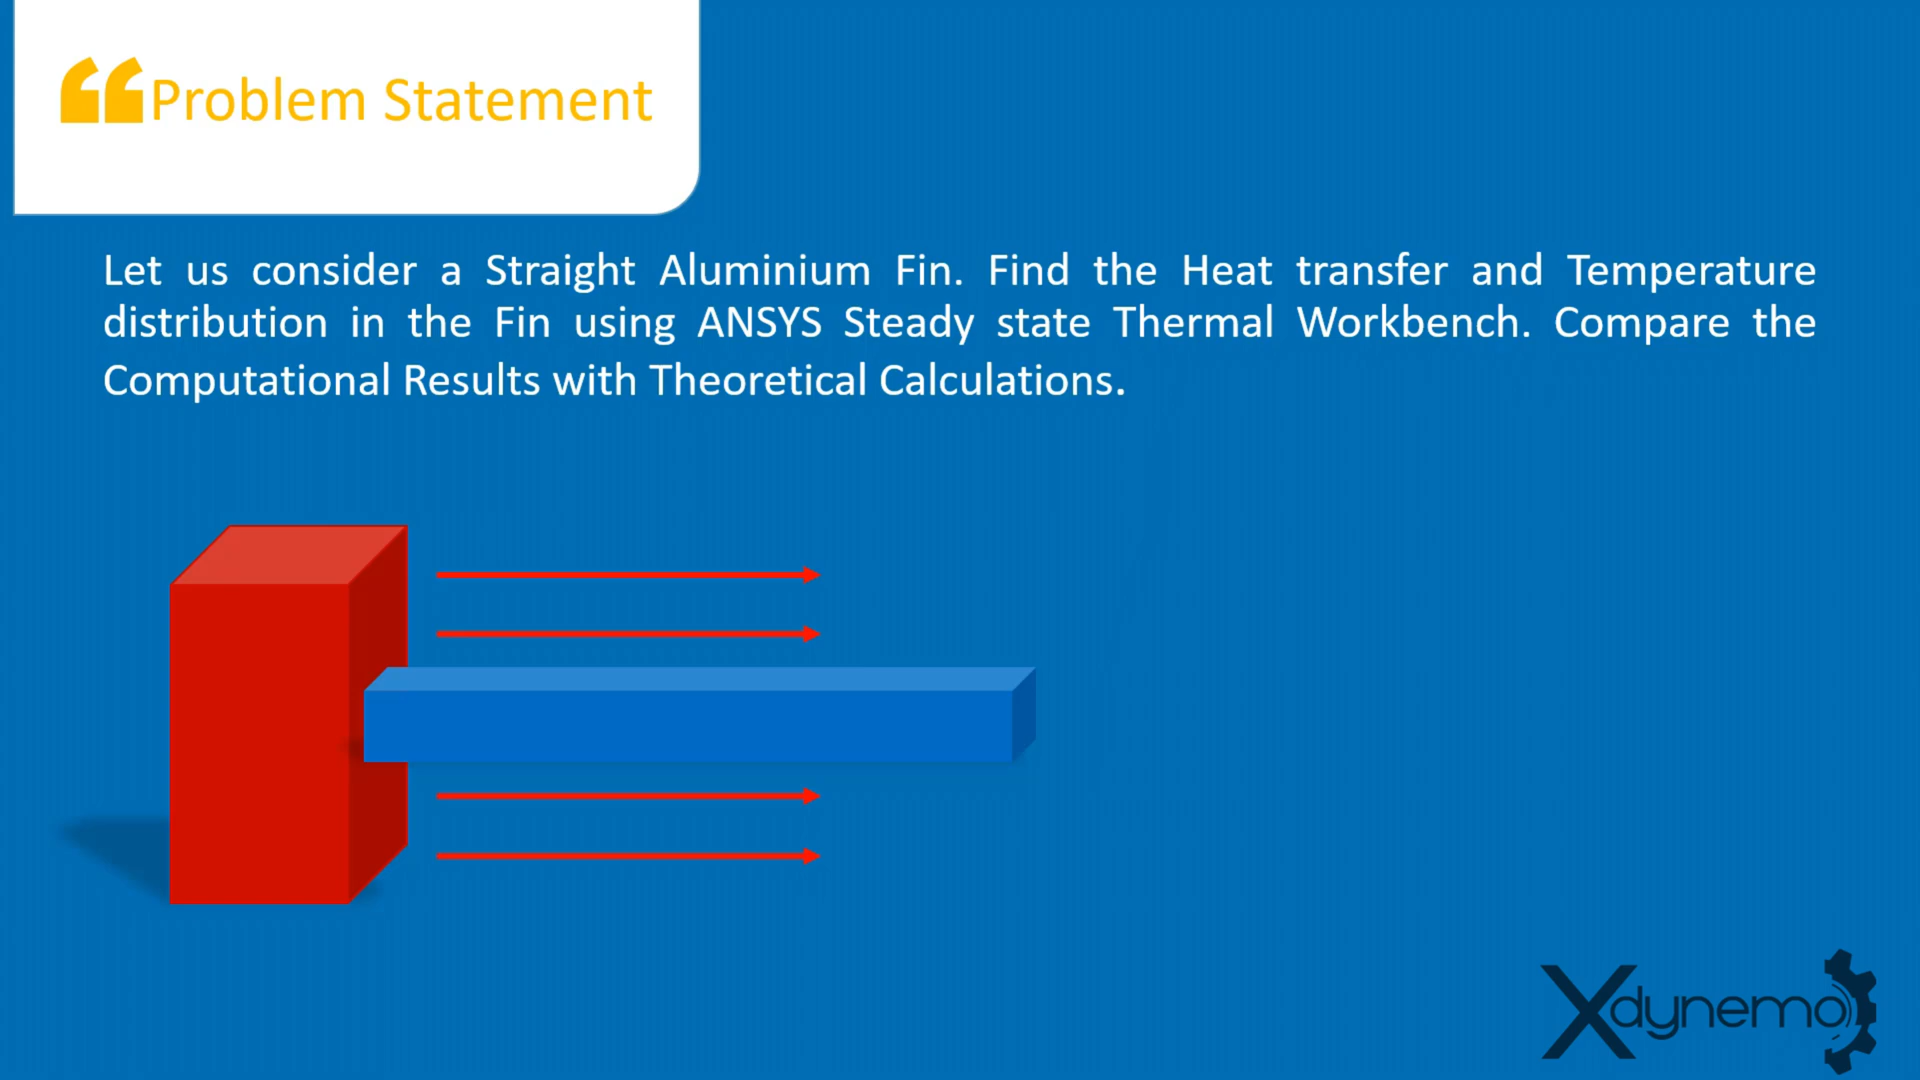 Problem Statement
Let us consider a Straight Aluminium Fin. Find the Heat transfer and Temperature
distribution in the Fin using ANSYS Steady state Thermal Workbench. Compare the
Computational Results with Theoretical Calculations.
Xdynemo